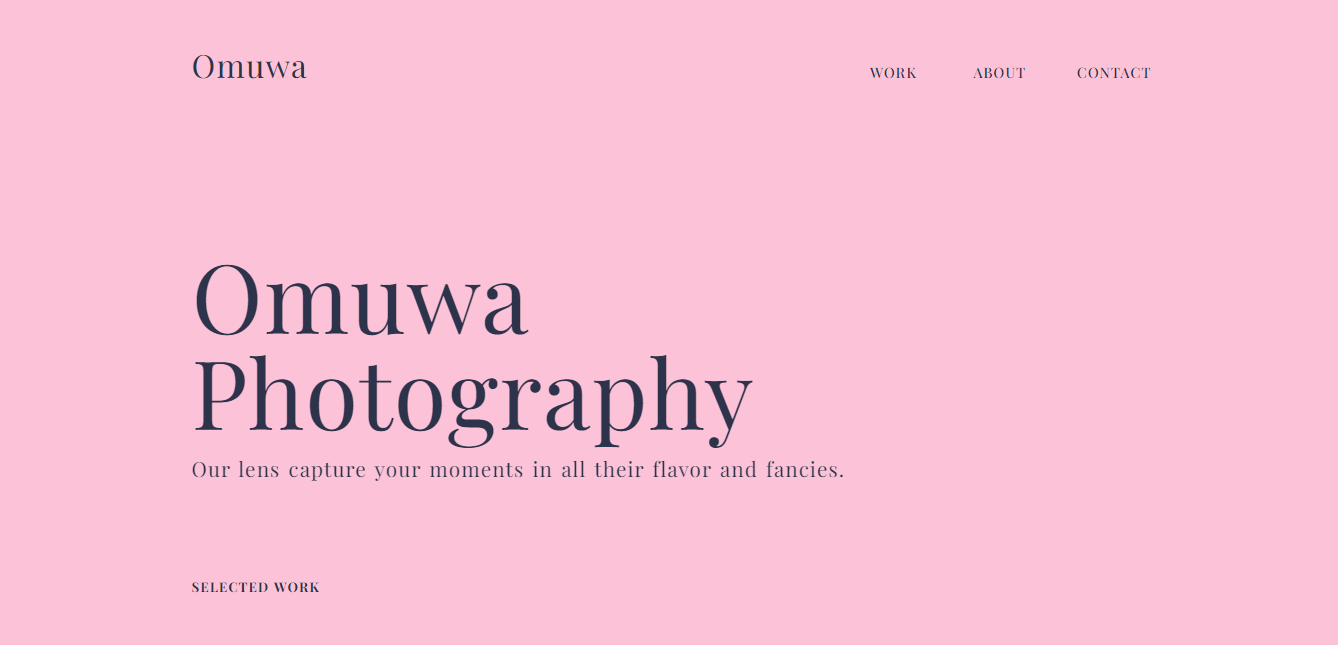 Omuwa
WORK ABOUT CONTACT
Omuwa
Photography
Our lens capture your moments in all their flavor and fancies.
SELECTED WORK